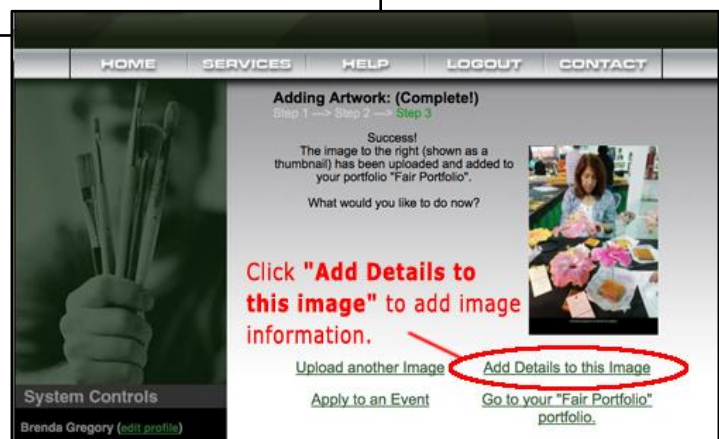 HOME SERVICES HELP LOGOUT CONTACT
Adding Artwork: (Complete!)
Step 1 ---> Step 2 ---> Step 3
Success!
The image to the right (shown as a
thumbnail) has been uploaded and added to
your portfolio "Fair Portfolio".
What would you like to do now?
Click "Add Details to
this image" to add image
information.
Upload another Image Add Details to this Image
Apply to an Event Go to your "Fair Portfolio"
portfolio.
System Controls
Brenda Gregory (edit profile)